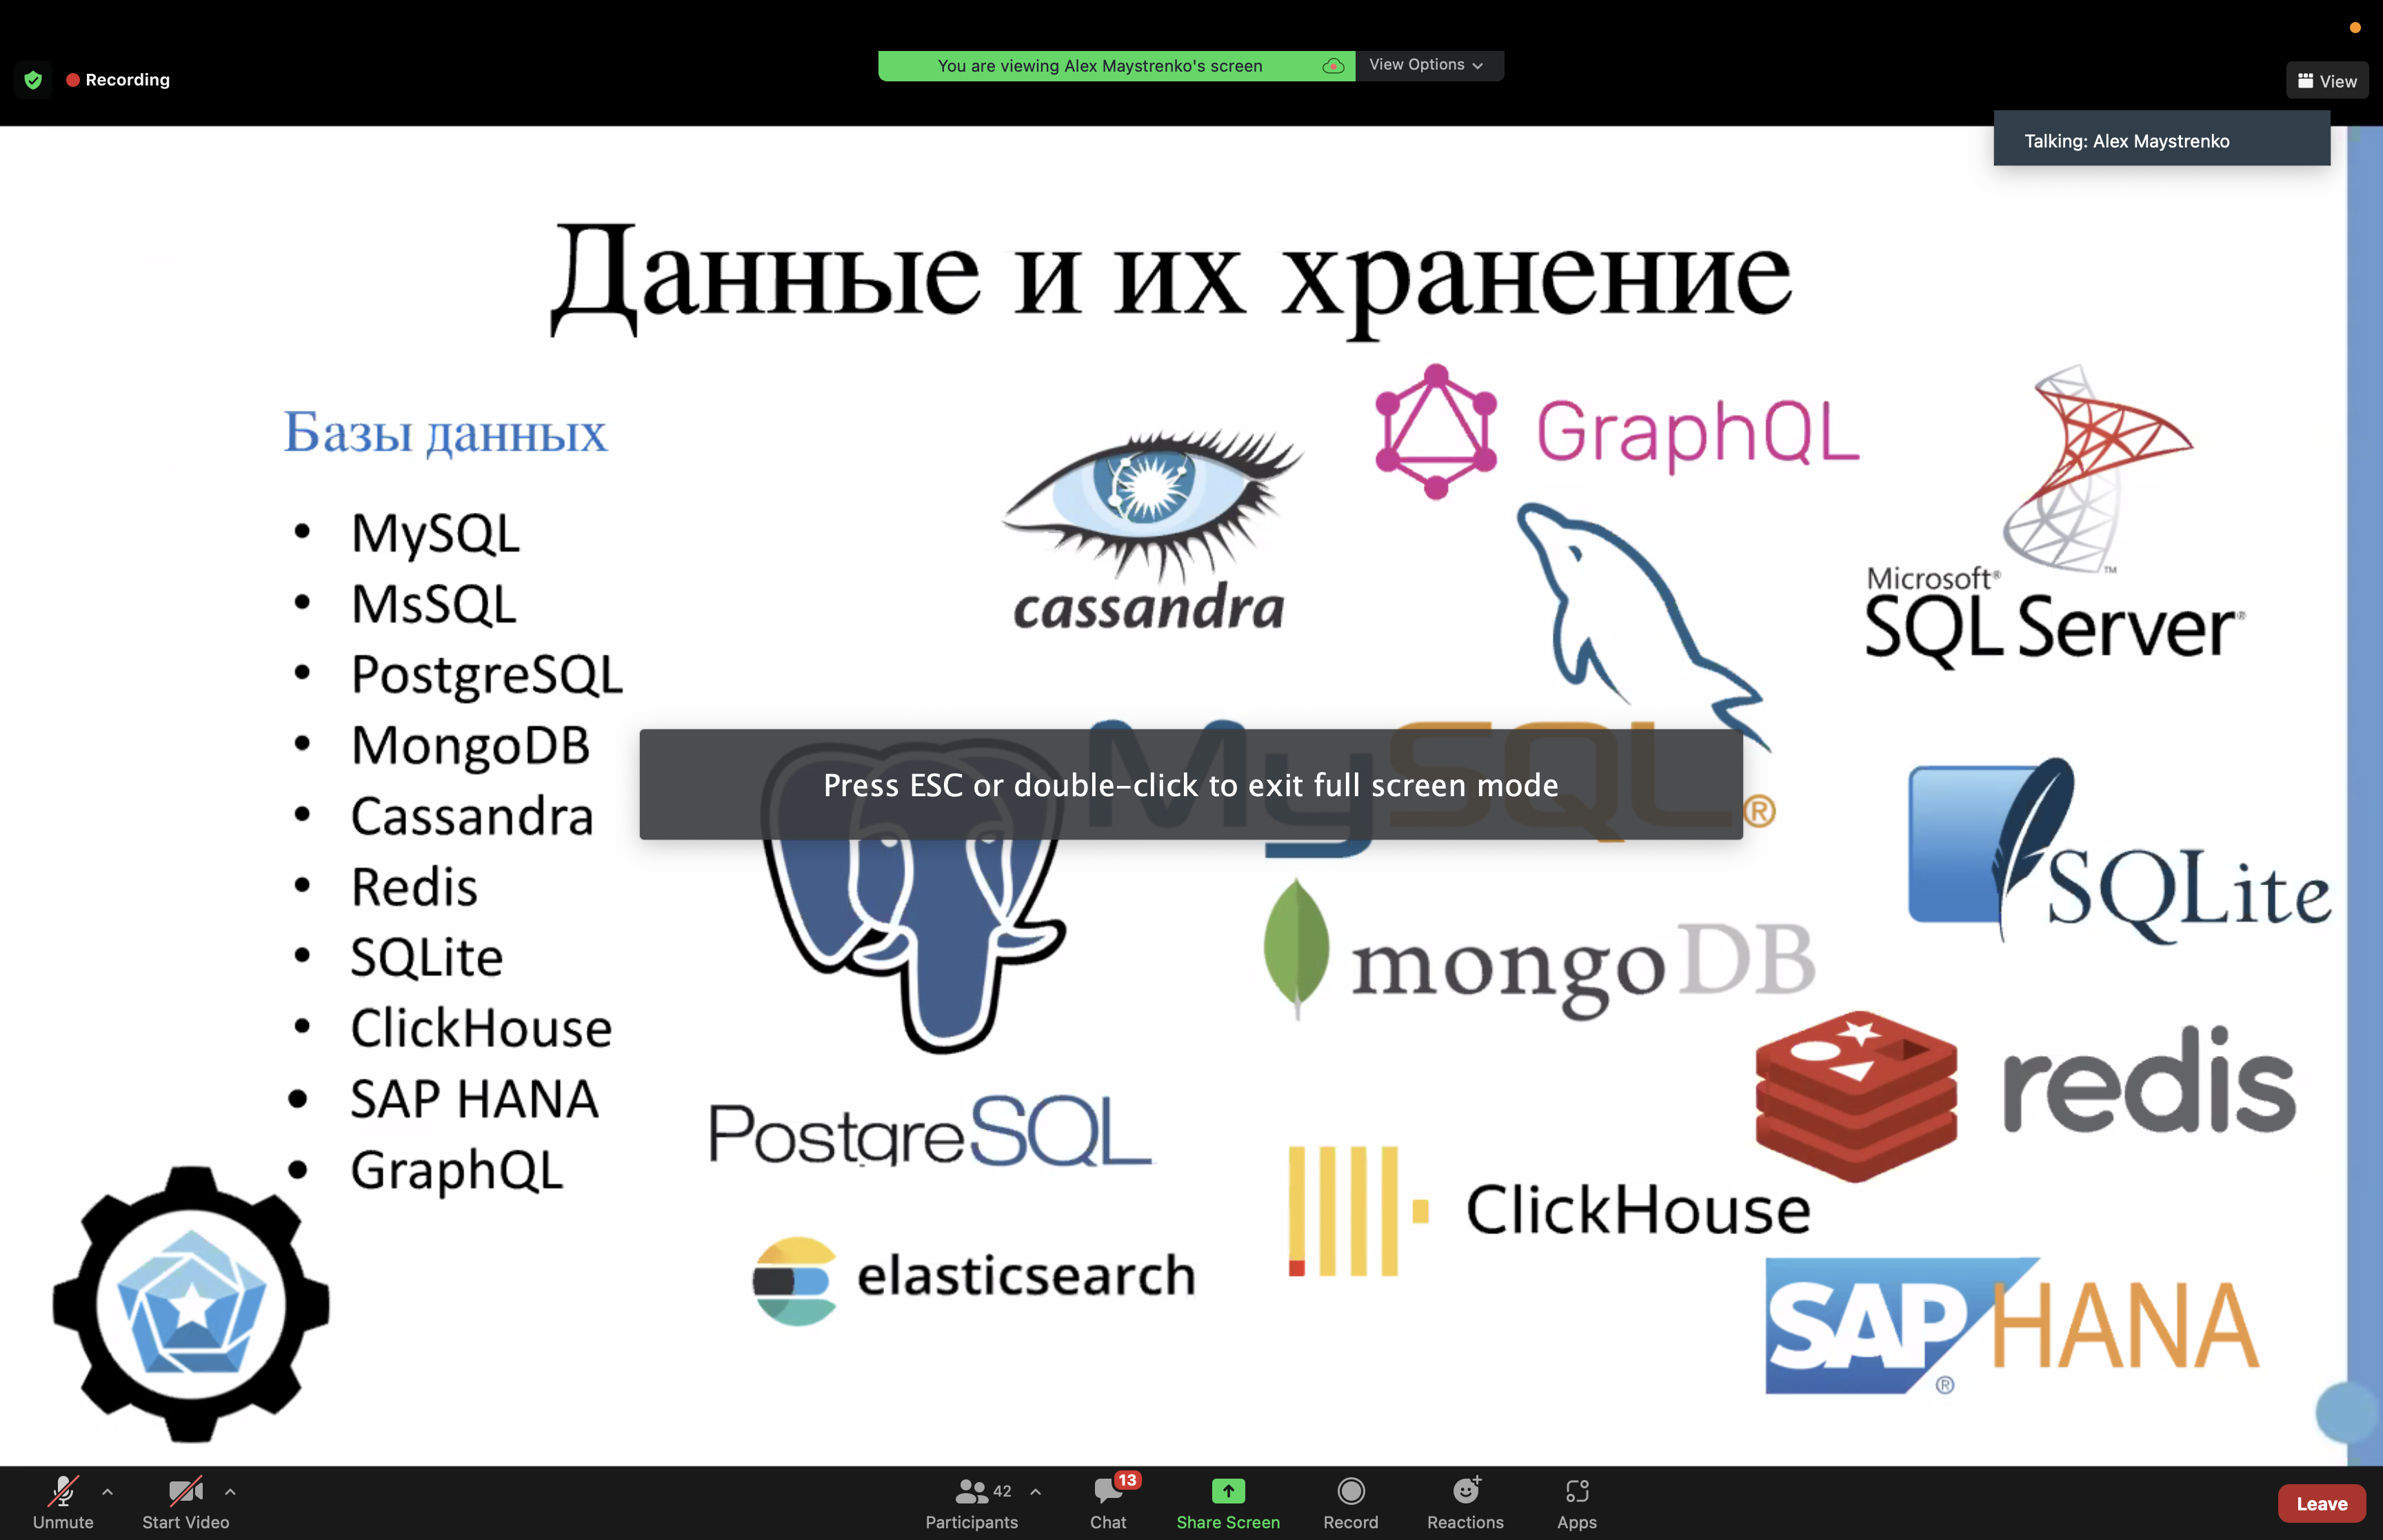 Recording
You are viewing Alex Maystrenko's screen
View Options
View
Talking: Alex Maystrenko
Данные и их хранение
Базы данных
• MySQL
• MsSQL
• PostgreSQL
• MongoDB
• Cassandra
• Redis
• SQLite
• ClickHouse
• SAP HANA
• GraphQL
cassandra
GraphQL
Microsoft®
SQL Server®
™
MySQL®
Press ESC or double-click to exit full screen mode
SQLite
mongoDB
redis
PostgreSQL
ClickHouse
elasticsearch
SAP HANA
®
Unmute
Start Video
42
Participants
13
Chat
Share Screen
Record
Reactions
Apps
Leave